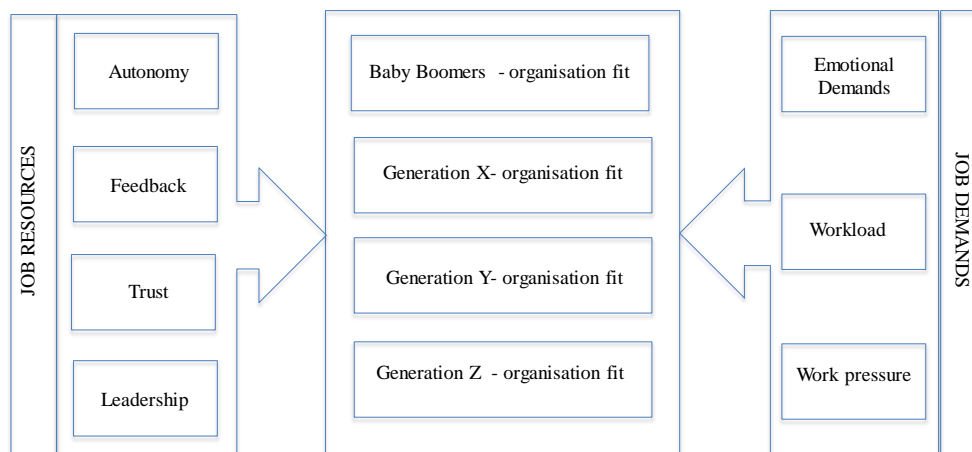 JOB RESOURCES
Autonomy
Feedback
Trust
Leadership
Baby Boomers - organisation fit
Generation X- organisation fit
Generation Y- organisation fit
Generation Z - organisation fit
Emotional
Demands
Workload
Work pressure
JOB DEMANDS